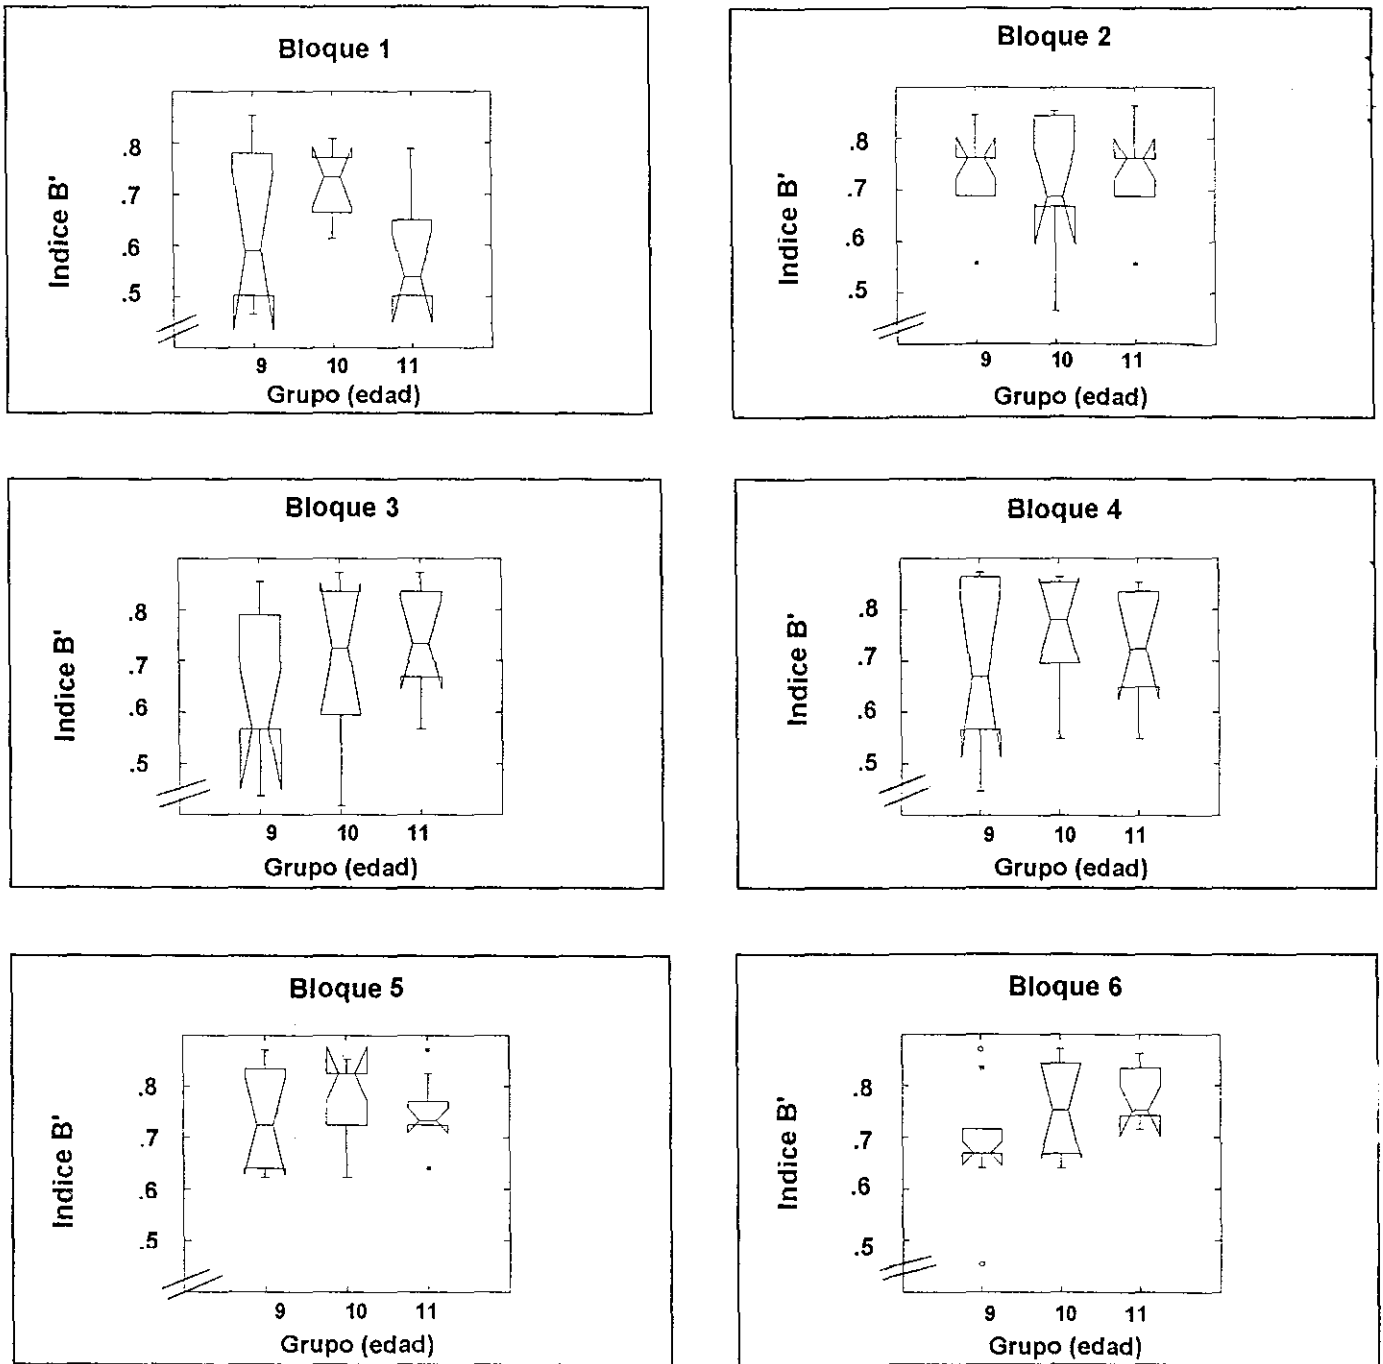 Bloque 1
Indice B'
.8
.7
.6
.5
9 10 11
Grupo (edad)
Bloque 2
Indice B'
.8
.7
.6
.5
9 10 11
Grupo (edad)
Bloque 3
Indice B'
.8
.7
.6
.5
9 10 11
Grupo (edad)
Bloque 4
Indice B'
.8
.7
.6
.5
9 10 11
Grupo (edad)
Bloque 5
Indice B'
.8
.7
.6
.5
9 10 11
Grupo (edad)
Bloque 6
Indice B'
.8
.7
.6
.5
9 10 11
Grupo (edad)